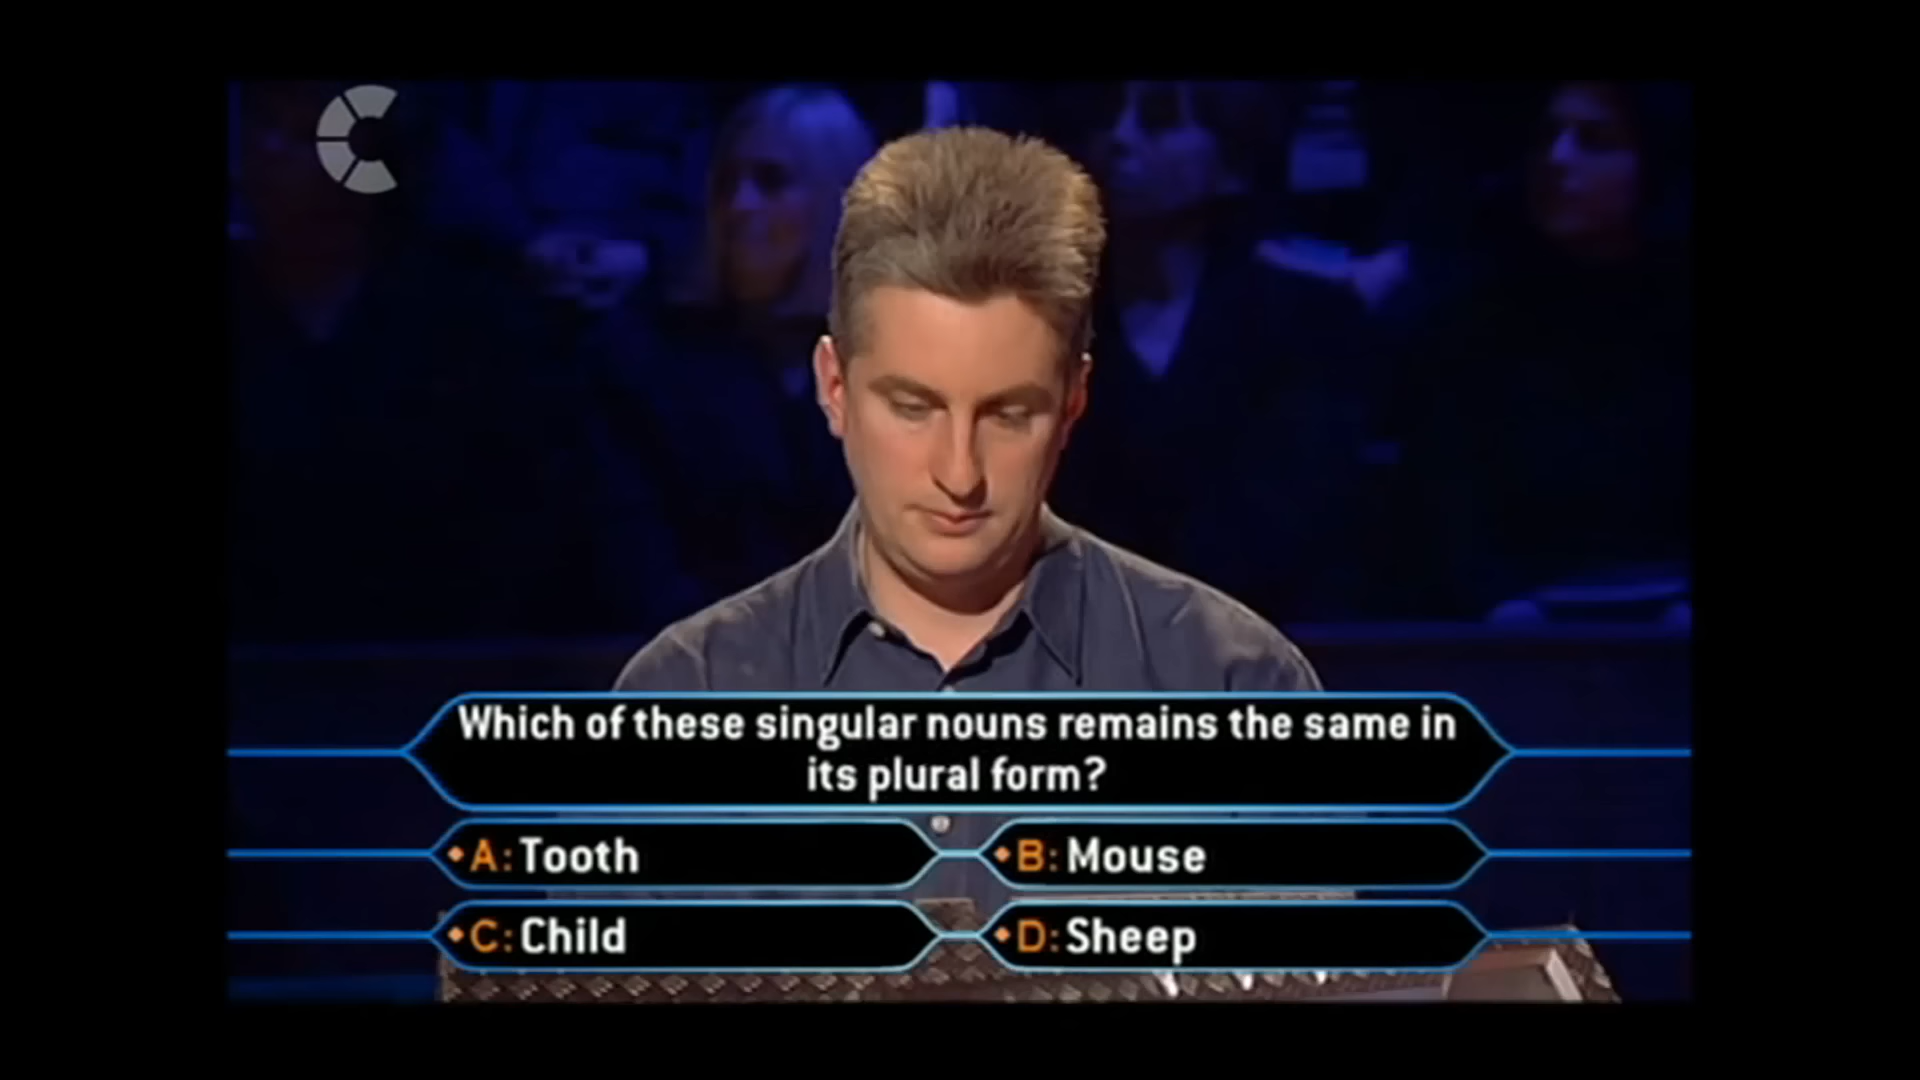 Which of these singular nouns remains the same in
its plural form?
A: Tooth
B: Mouse
C: Child
D: Sheep